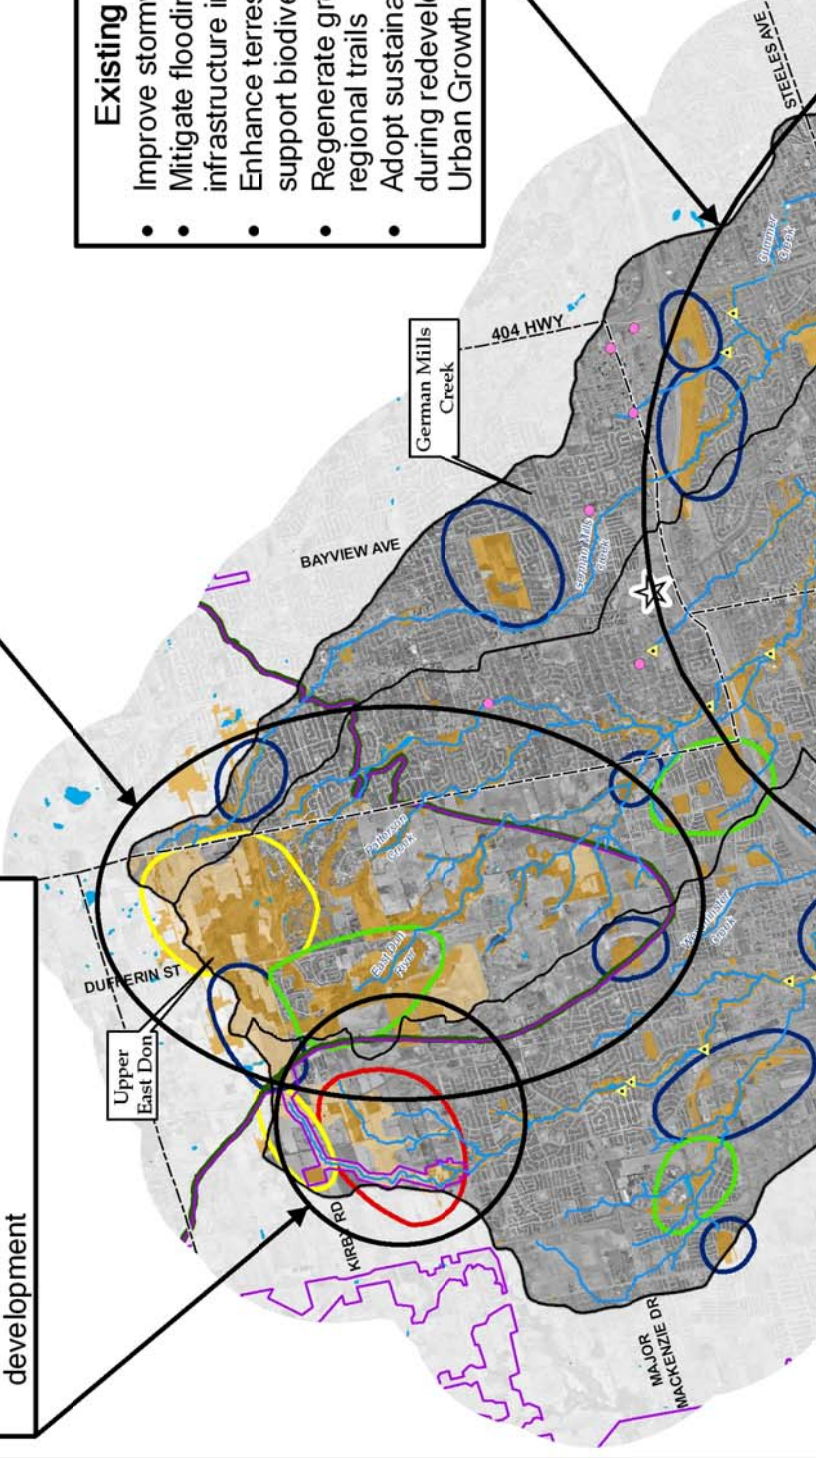 Existing
Improve storm
Mitigate floodin
infrastructure i
Enhance terres
support biodive
Regenerate gr
regional trails
Adopt sustaina
during redevel
Urban Growth
development
STEELES AVE
404 HWY
German Mills
Creek
BAYVIEW AVE
German Mills
Creek
Patterson
Creek
East Don
River
DUFFERIN ST
Upper
East Don
KIRBY RD
MAJOR
MACKENZIE DR
Creek
Creek